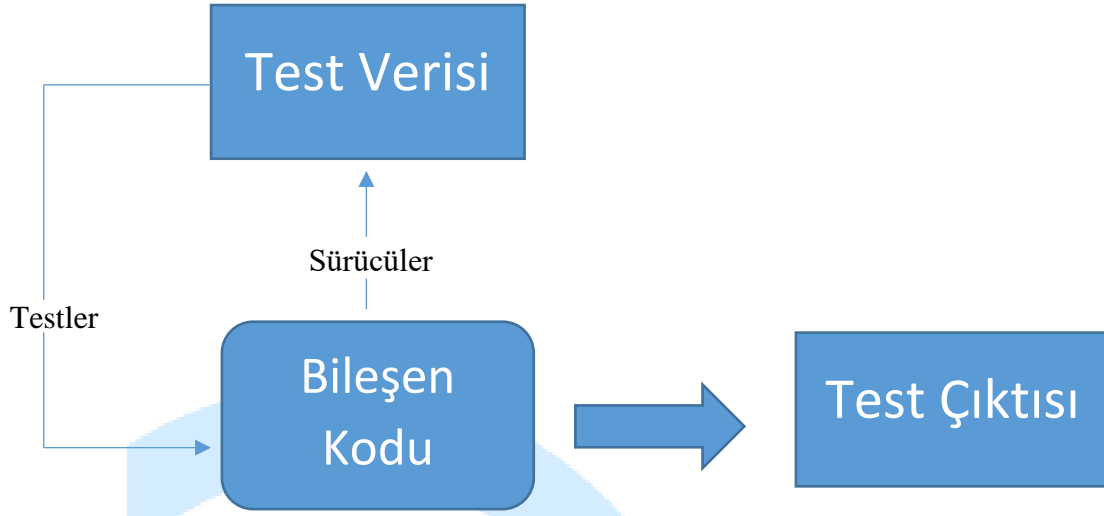 Test Verisi
Sürücüler
Testler
Bileşen
Kodu
Test Çıktısı